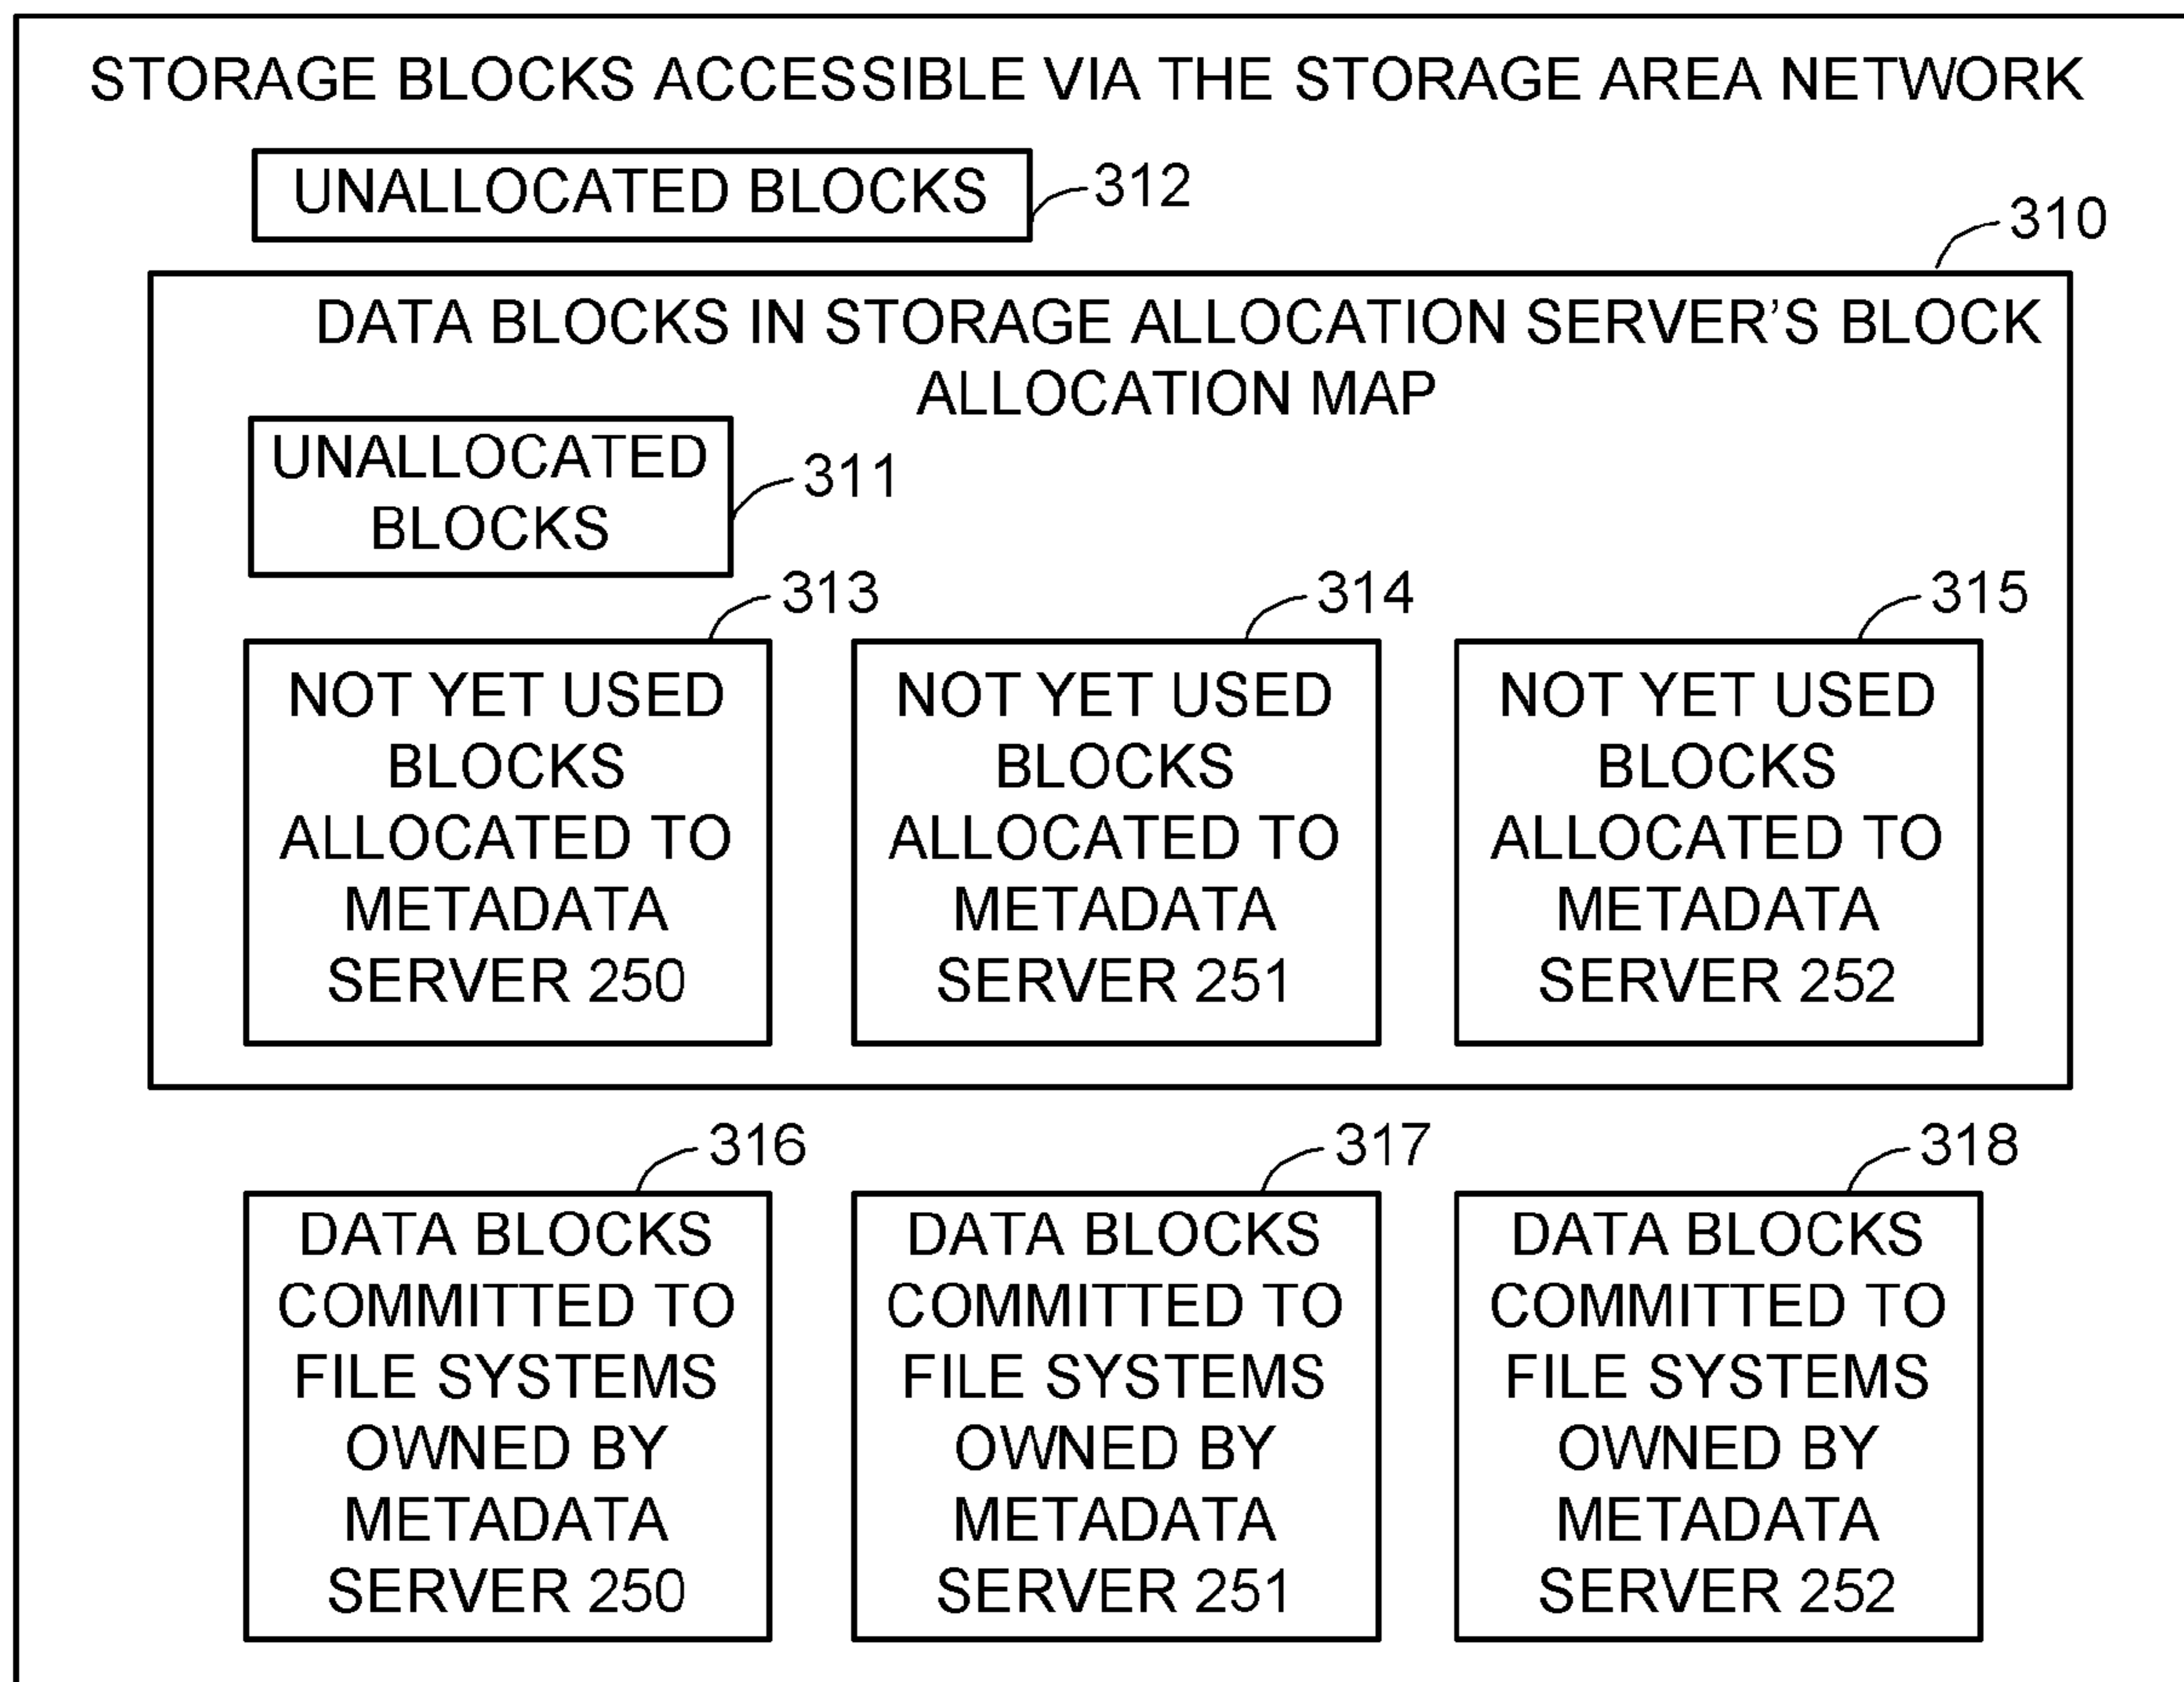 STORAGE BLOCKS ACCESSIBLE VIA THE STORAGE AREA NETWORK
UNALLOCATED BLOCKS
312
310
DATA BLOCKS IN STORAGE ALLOCATION SERVER’S BLOCK
ALLOCATION MAP
UNALLOCATED
BLOCKS
311
313
NOT YET USED
BLOCKS
ALLOCATED TO
METADATA
SERVER 250
314
NOT YET USED
BLOCKS
ALLOCATED TO
METADATA
SERVER 251
315
NOT YET USED
BLOCKS
ALLOCATED TO
METADATA
SERVER 252
316
DATA BLOCKS
COMMITTED TO
FILE SYSTEMS
OWNED BY
METADATA
SERVER 250
317
DATA BLOCKS
COMMITTED TO
FILE SYSTEMS
OWNED BY
METADATA
SERVER 251
318
DATA BLOCKS
COMMITTED TO
FILE SYSTEMS
OWNED BY
METADATA
SERVER 252